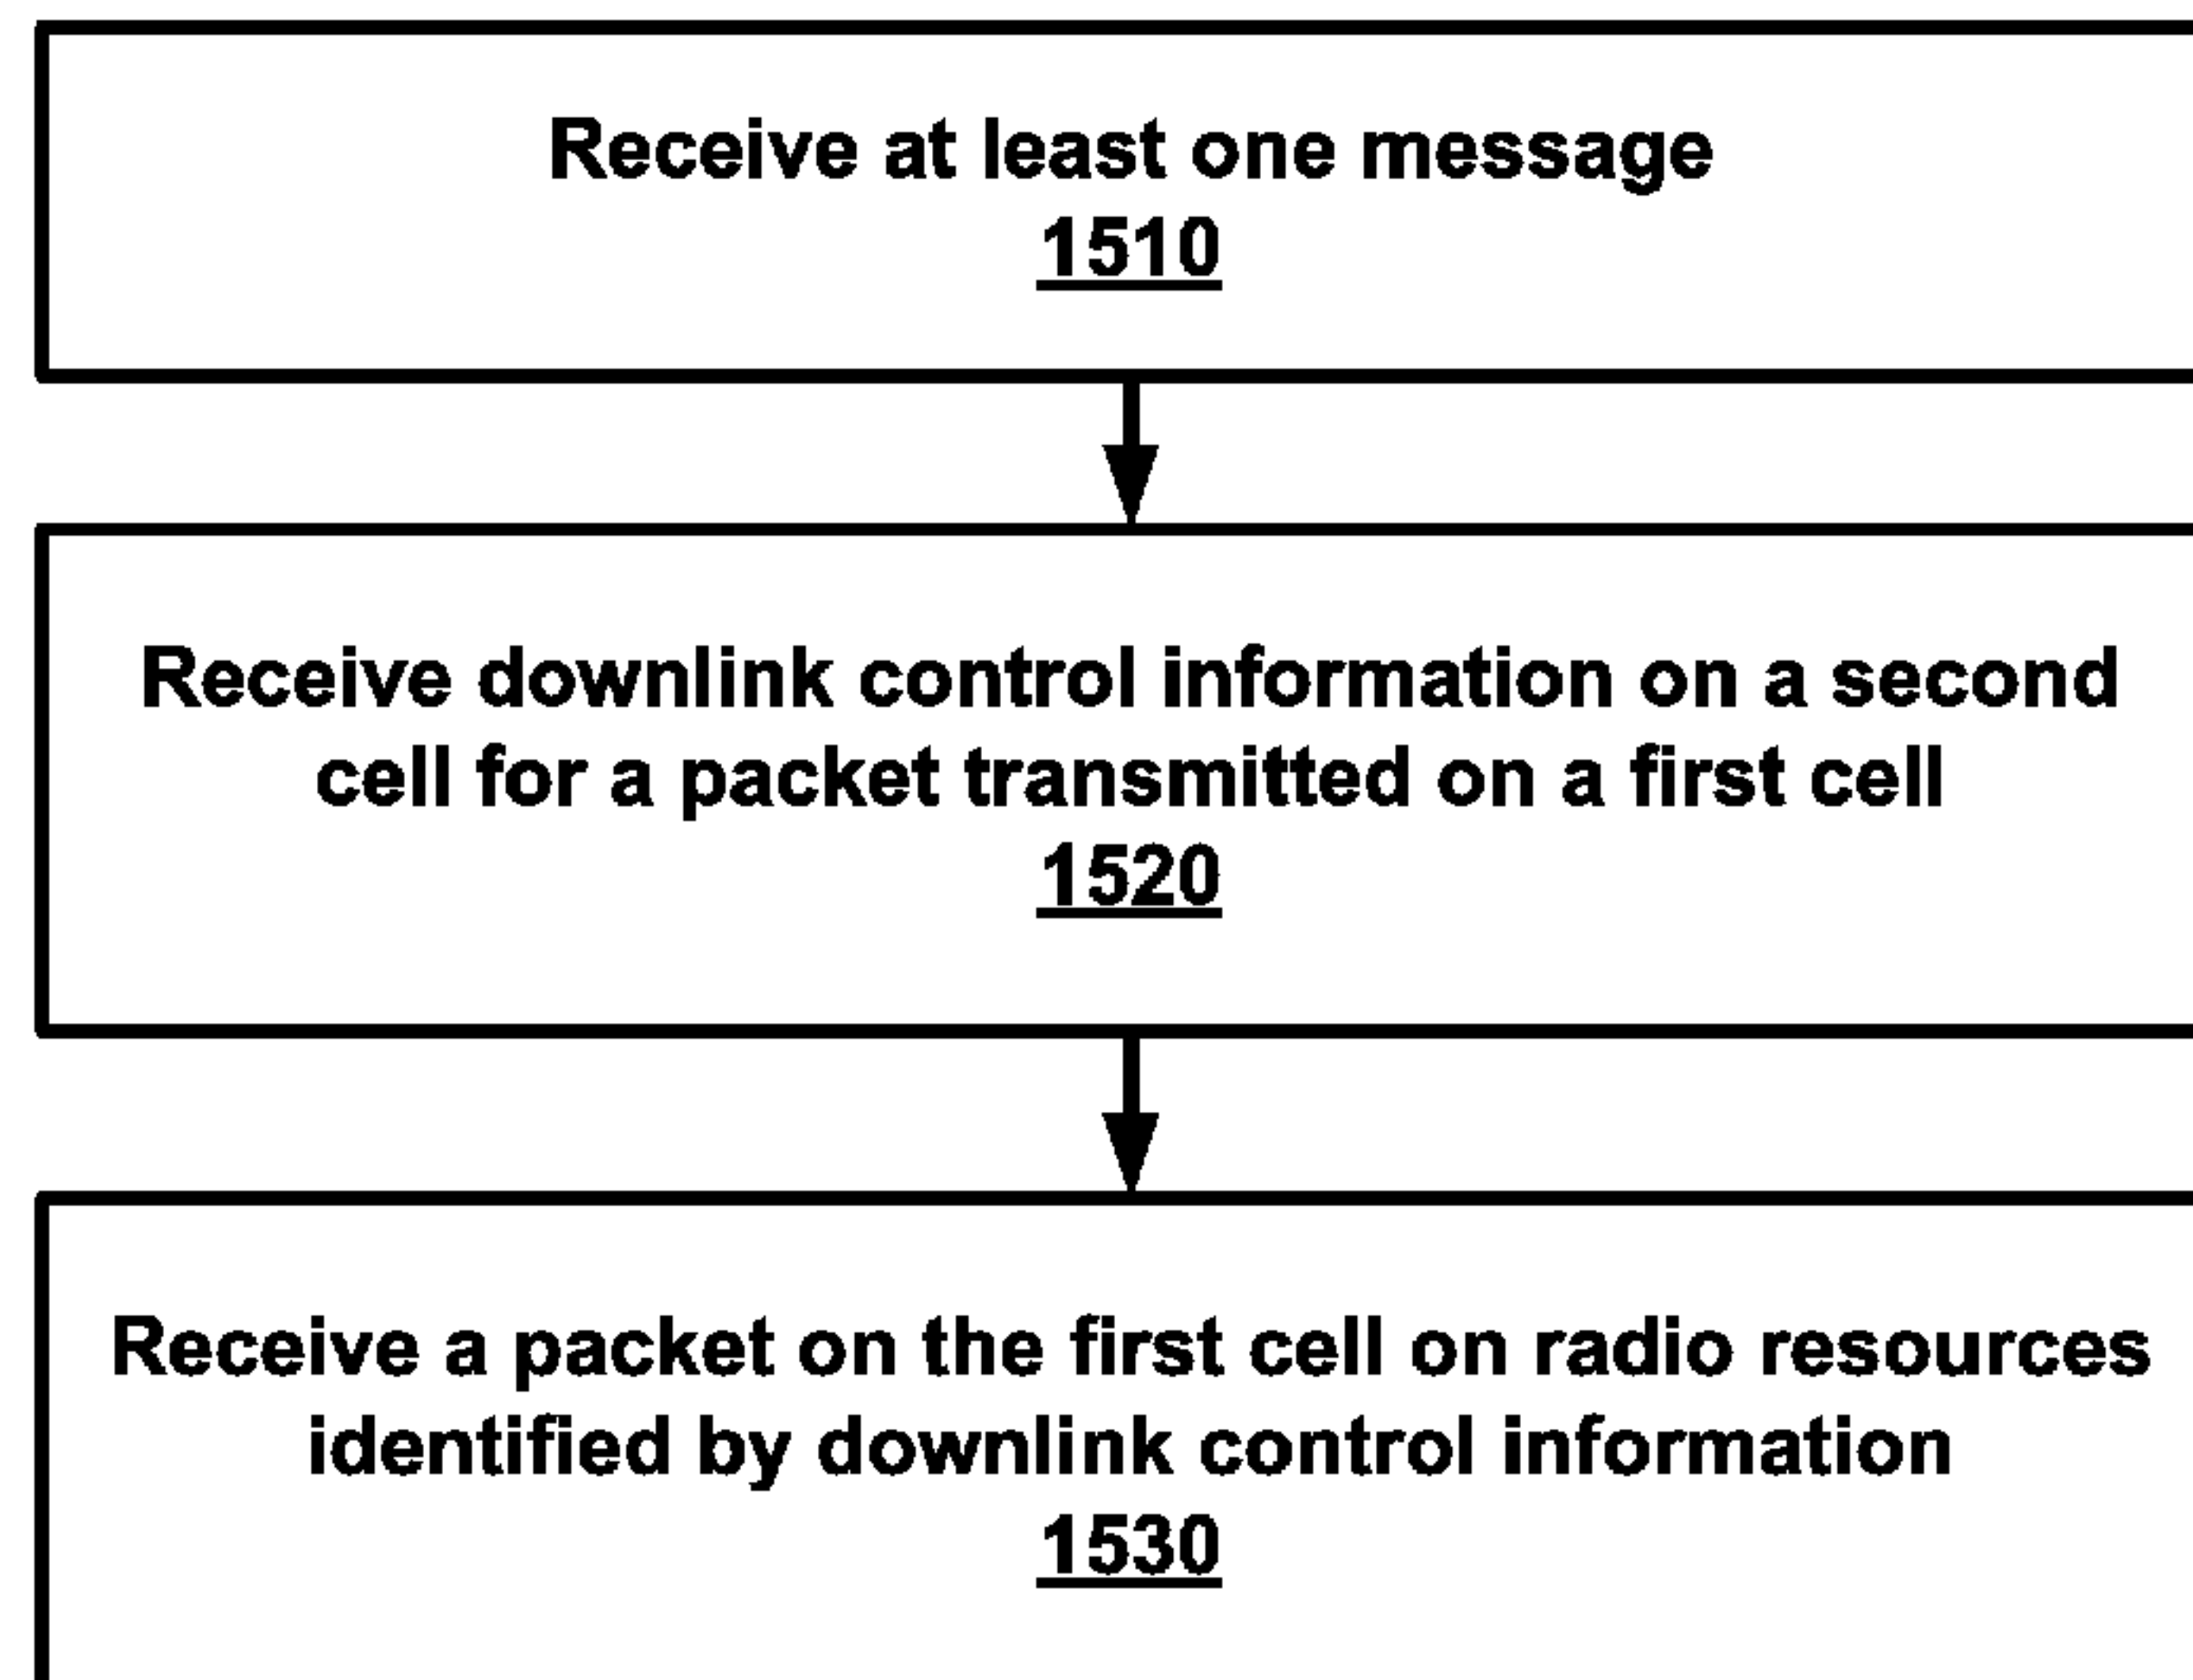 Receive at least one message
1510
Receive downlink control information on a second
cell for a packet transmitted on a first cell
1520
Receive a packet on the first cell on radio resources
identified by downlink control information
1530